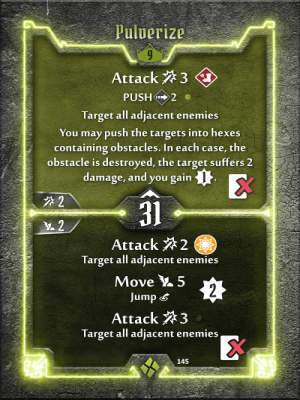 Pulverize
9
Attack 3
PUSH 2
Target all adjacent enemies
You may push the targets into hexes
containing obstacles. In each case, the
obstacle is destroyed, the target suffers 2
damage, and you gain 1.
2
31
2
Attack 2
Target all adjacent enemies
Move 5
Jump
2
Attack 3
Target all adjacent enemies
145